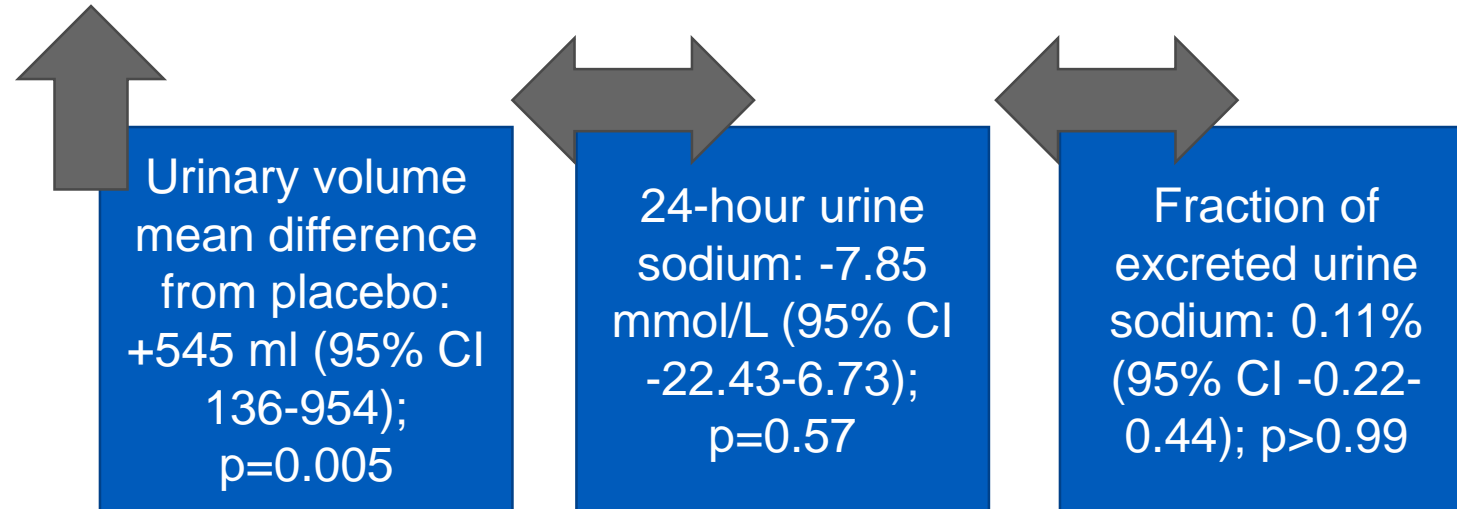 Urinary volume
mean difference
from placebo:
+545 ml (95% CI
136-954);
p=0.005
24-hour urine
sodium: -7.85
mmol/L (95% CI
-22.43-6.73);
p=0.57
Fraction of
excreted urine
sodium: 0.11%
(95% CI -0.22-
0.44); p>0.99